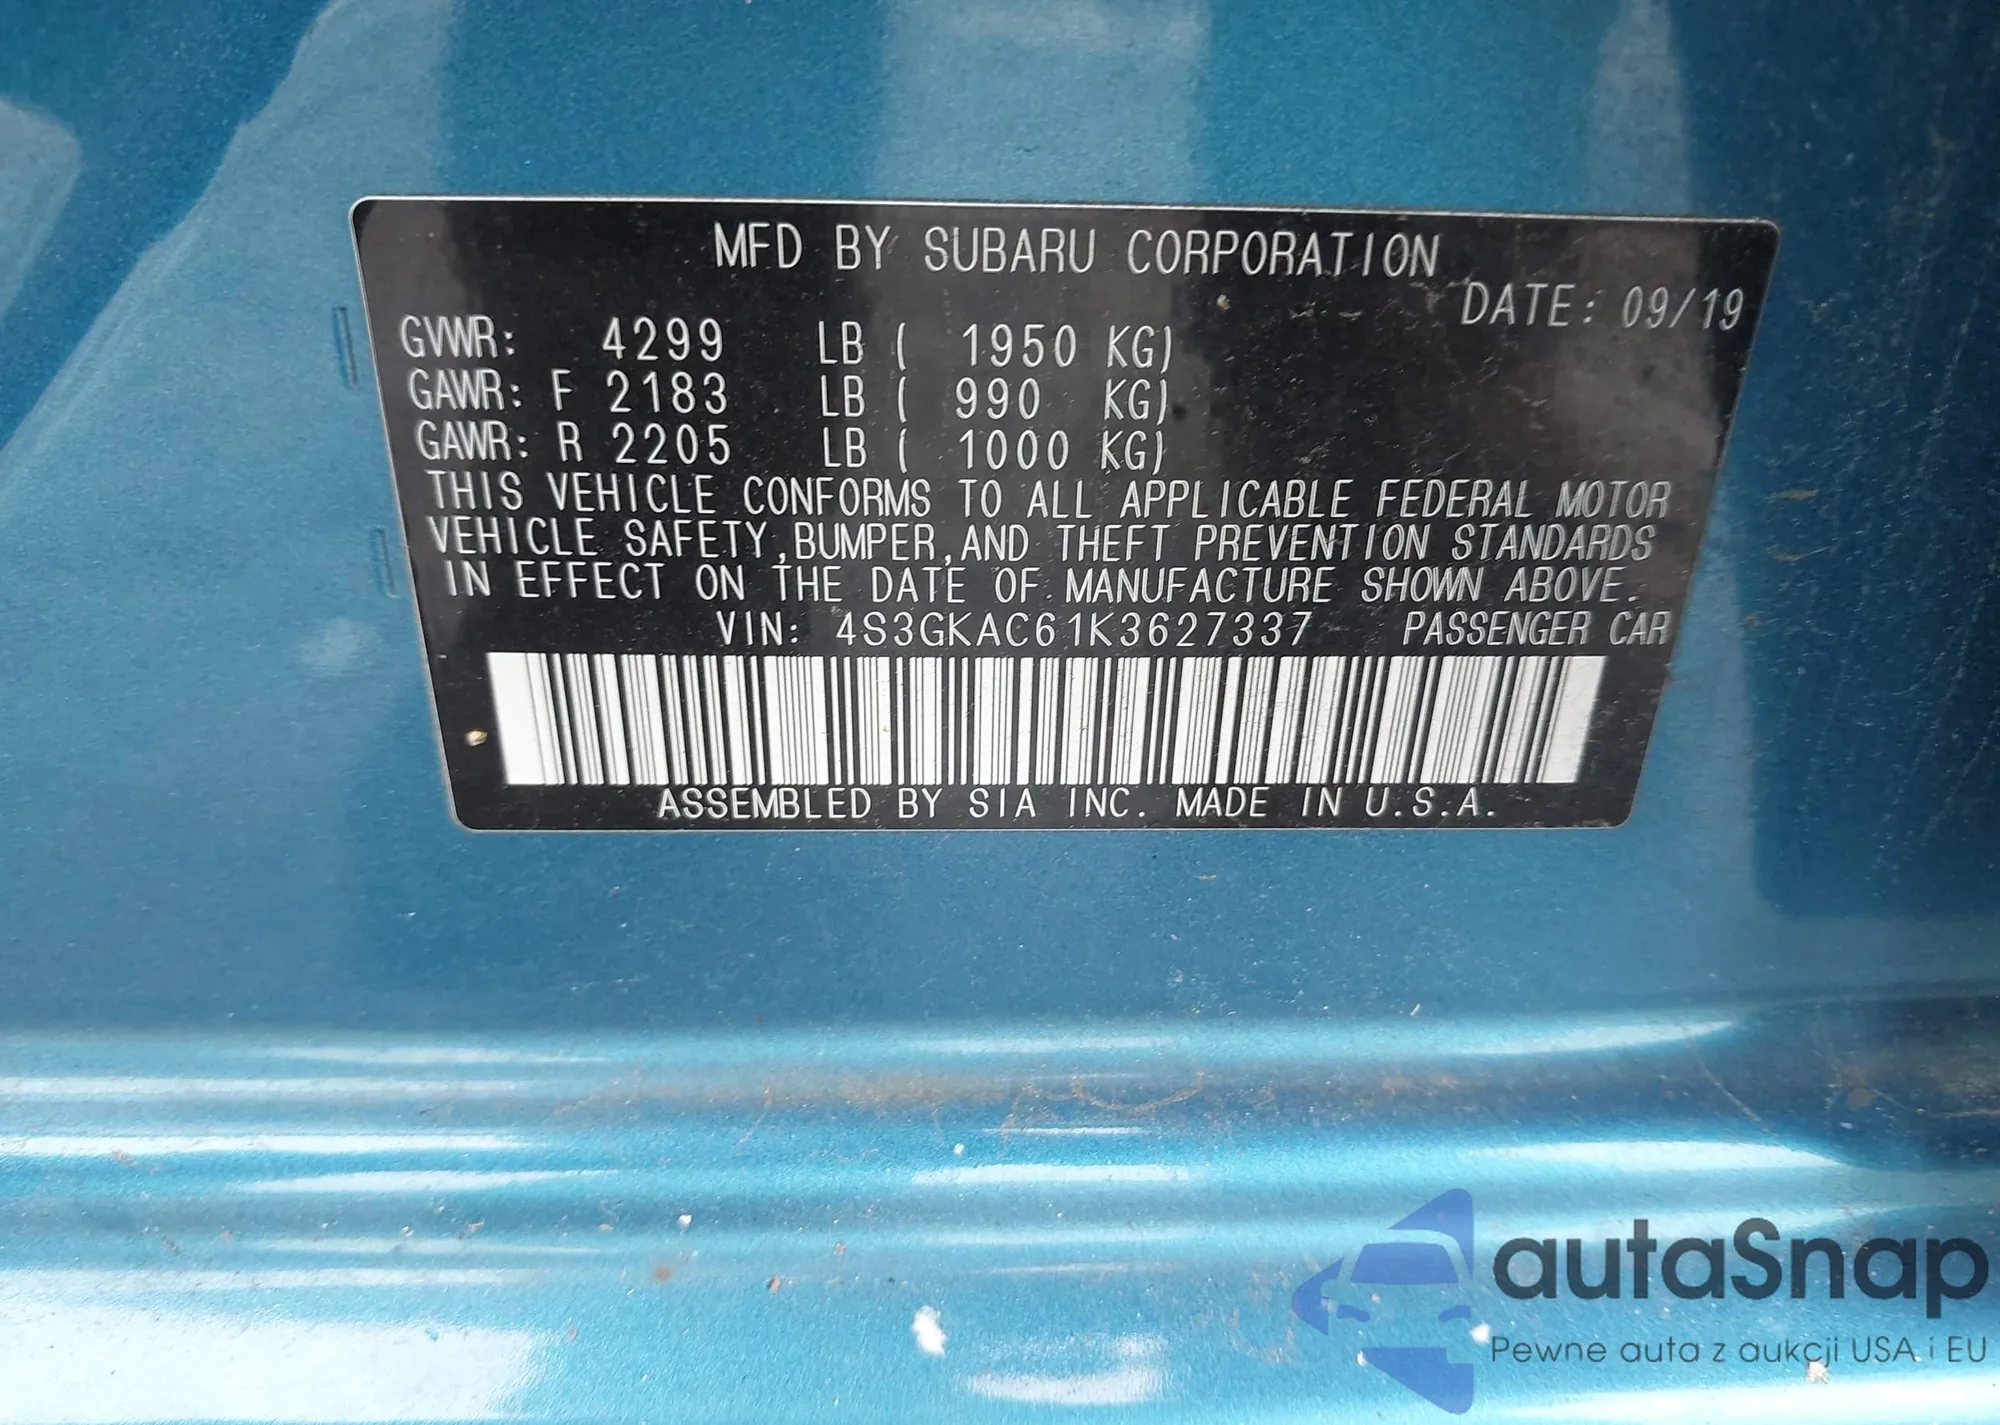 MFD BY SUBARU CORPORATION
DATE: 09/19
GVWR: 4299 LB ( 1950 KG)
GAWR: F 2183 LB ( 990 KG)
GAWR: R 2205 LB ( 1000 KG)
THIS VEHICLE CONFORMS TO ALL APPLICABLE FEDERAL MOTOR
VEHICLE SAFETY,BUMPER,AND THEFT PREVENTION STANDARDS
IN EFFECT ON THE DATE OF MANUFACTURE SHOWN ABOVE.
VIN: 4S3GKAC61K3627337 PASSENGER CAR
ASSEMBLED BY SIA INC. MADE IN U.S.A.
autaSnap
Pewne auta z aukcji USA i EU